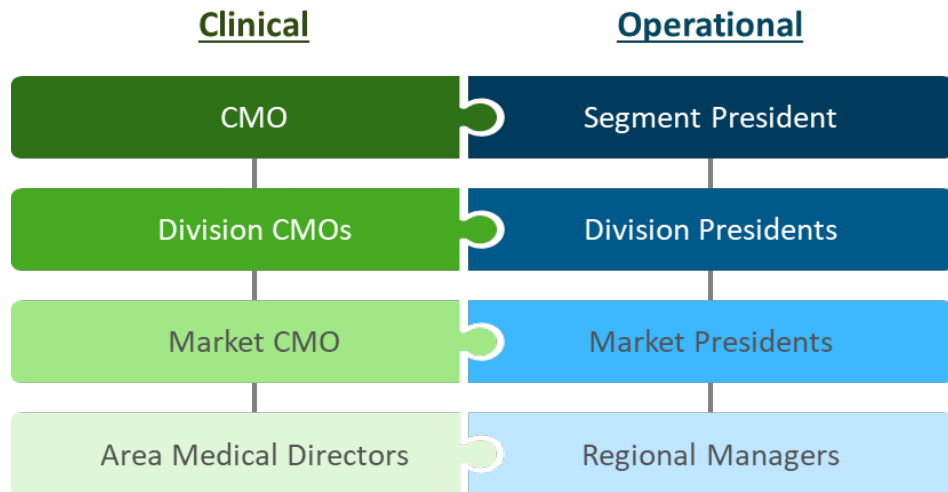 Clinical
Operational
CMO
Segment President
Division CMOs
Division Presidents
Market CMO
Market Presidents
Area Medical Directors
Regional Managers